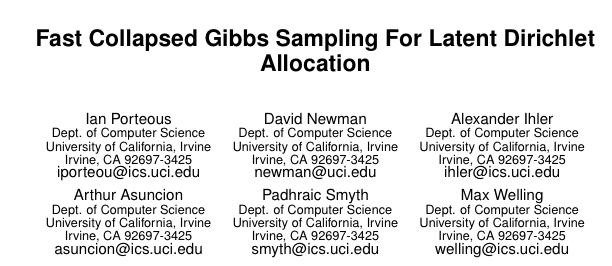 Fast Collapsed Gibbs Sampling For Latent Dirichlet
Allocation
Ian Porteous
Dept. of Computer Science
University of California, Irvine
Irvine, CA 92697-3425
iporteou@ics.uci.edu
David Newman
Dept. of Computer Science
University of California, Irvine
Irvine, CA 92697-3425
newman@uci.edu
Alexander Ihler
Dept. of Computer Science
University of California, Irvine
Irvine, CA 92697-3425
ihler@ics.uci.edu
Arthur Asuncion
Dept. of Computer Science
University of California, Irvine
Irvine, CA 92697-3425
asuncion@ics.uci.edu
Padhraic Smyth
Dept. of Computer Science
University of California, Irvine
Irvine, CA 92697-3425
smyth@ics.uci.edu
Max Welling
Dept. of Computer Science
University of California, Irvine
Irvine, CA 92697-3425
welling@ics.uci.edu